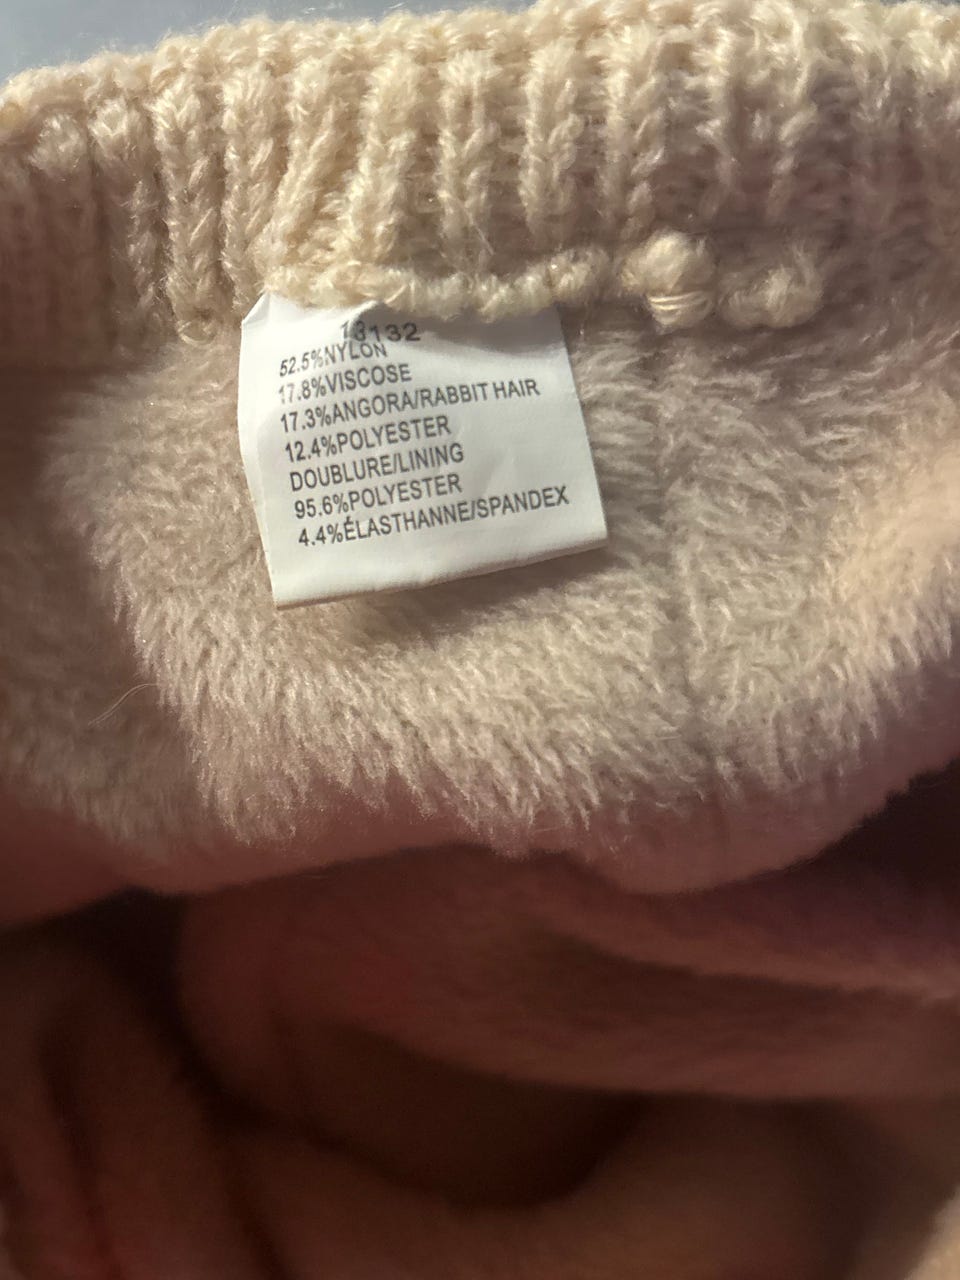 18132
52.5%NYLON
17.8%VISCOSE
17.3%ANGORA/RABBIT HAIR
12.4%POLYESTER
DOUBLURE/LINING
95.6%POLYESTER
4.4%ÉLASTHANNE/SPANDEX